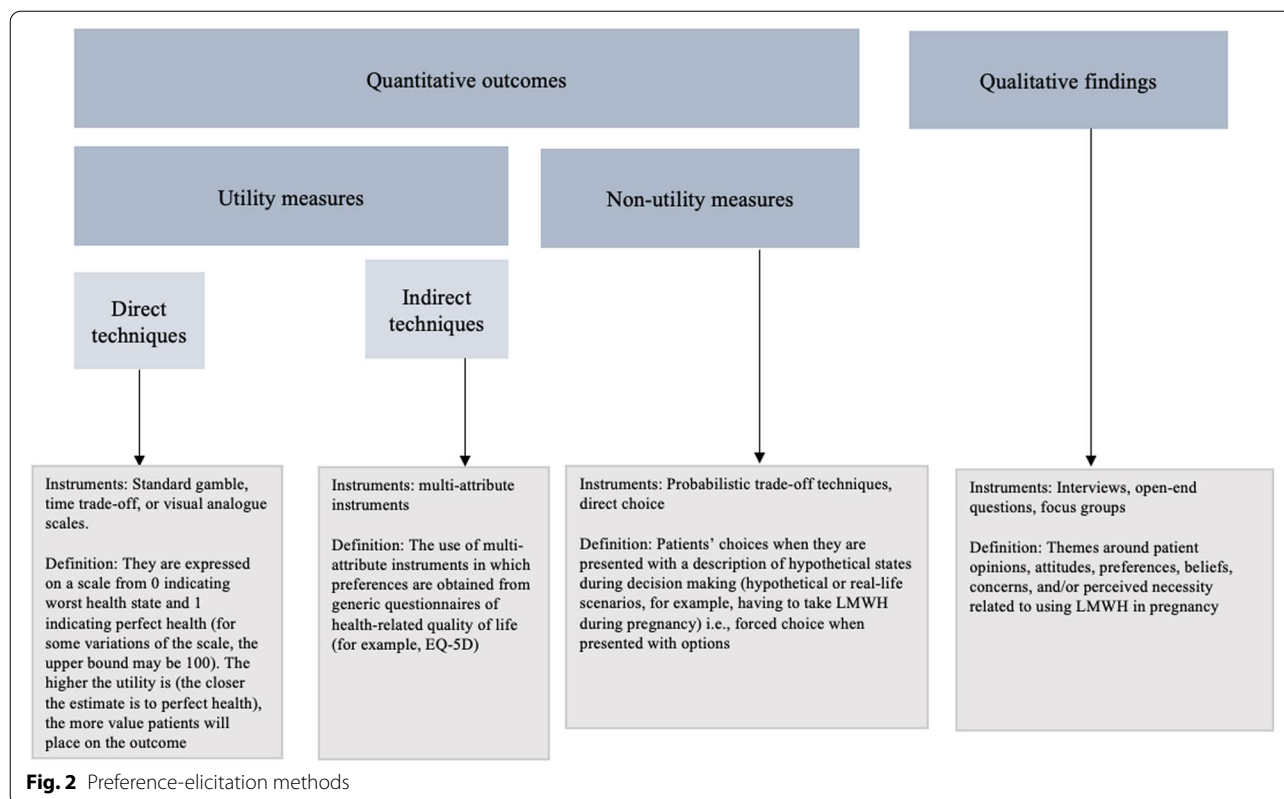 Quantitative outcomes
Qualitative findings
Utility measures
Non-utility measures
Direct
techniques
Indirect
techniques
Instruments: Standard gamble,
time trade-off, or visual analogue
scales.
Definition: They are expressed
on a scale from 0 indicating
worst health state and 1
indicating perfect health (for
some variations of the scale, the
upper bound may be 100). The
higher the utility is (the closer
the estimate is to perfect health),
the more value patients will
place on the outcome
Instruments: multi-attribute
instruments
Definition: The use of multi-
attribute instruments in which
preferences are obtained from
generic questionnaires of
health-related quality of life
(for example, EQ-5D)
Instruments: Probabilistic trade-off techniques,
direct choice
Definition: Patients’ choices when they are
presented with a description of hypothetical states
during decision making (hypothetical or real-life
scenarios, for example, having to take LMWH
during pregnancy) i.e., forced choice when
presented with options
Instruments: Interviews, open-end
questions, focus groups
Definition: Themes around patient
opinions, attitudes, preferences, beliefs,
concerns, and/or perceived necessity
related to using LMWH in pregnancy
Fig. 2 Preference-elicitation methods